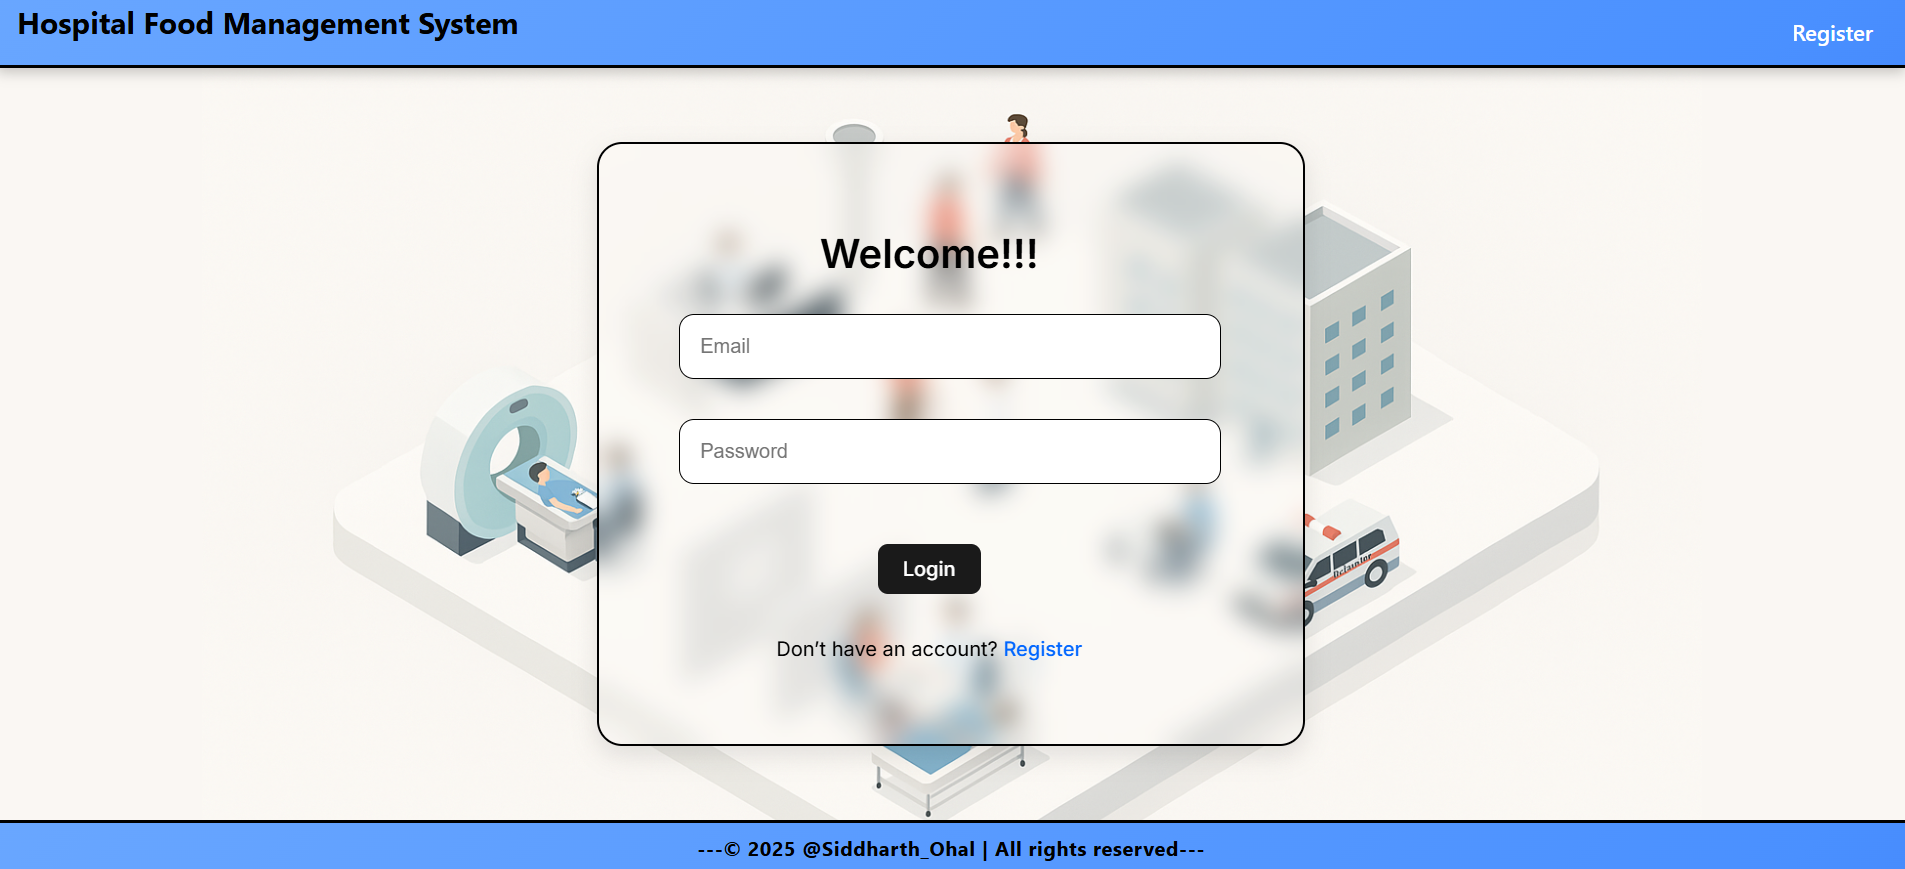 Hospital Food Management System
Register
Welcome!!!
Email
Password
Login
Don’t have an account? Register
---© 2025 @Siddharth_Ohal | All rights reserved---